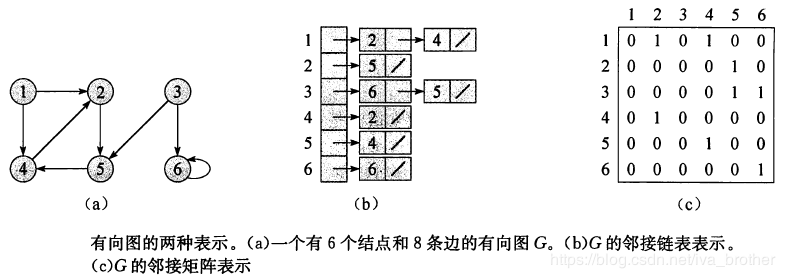 1 2 3 4 5 6
1 2 4 1 0 1 0 1 0 0
2 5 2 0 0 0 0 1 0
1 2 3 3 6 5 3 0 0 0 0 1 1
4 2 4 0 1 0 0 0 0
4 5 6 5 4 5 0 0 0 1 0 0
6 6 6 0 0 0 0 0 1
(a) (b) (c)
有向图的两种表示。(a)一个有 6 个结点和 8 条边的有向图 G。(b)G 的邻接链表表示。
(c)G 的邻接矩阵表示
https://blog.csdn.net/iva_brother